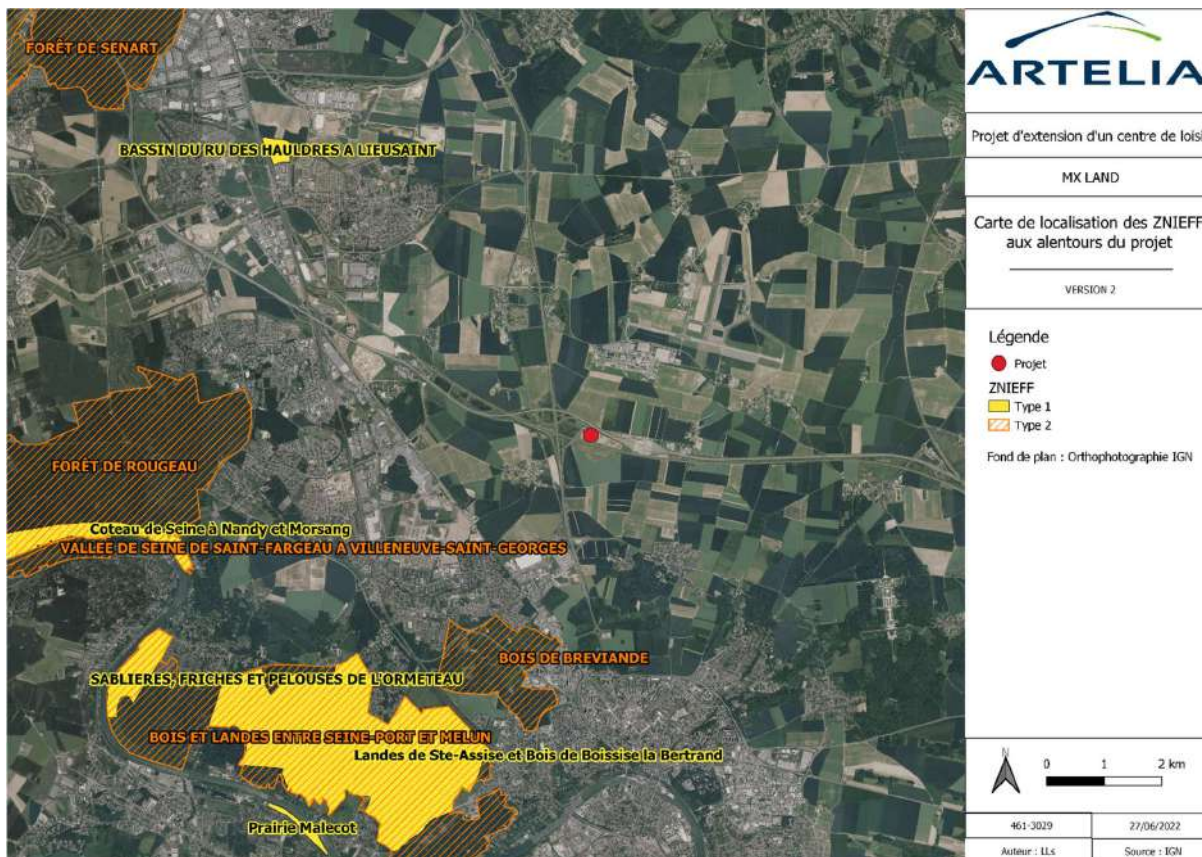 FORÊT DE SENART
BASSIN DU RU DES HAULDRES A LIEUSAINT
FORÊT DE ROUGEAU
Coteau de Seine à Nandy et Morsang
VALLEE DE SEINE DE SAINT-FARGEAU A VILLENEUVE-SAINT-GEORGES
BOIS DE BREVIANDE
SABLIERES, FRICHES ET PELOUSES DE L'ORMETEAU
BOIS ET LANDES ENTRE SEINE-PORT ET MELUN
Landes de Ste-Assise et Bois de Boissise la Bertrand
Prairie Malecot
ARTELIA
Projet d'extension d'un centre de loisi
MX LAND
Carte de localisation des ZNIEFF
aux alentours du projet
VERSION 2
Légende
Projet
ZNIEFF
Type 1
Type 2
Fond de plan : Orthophotographie IGN
N
0 1 2 km
461-3029
27/06/2022
Auteur : LLs
Source : IGN